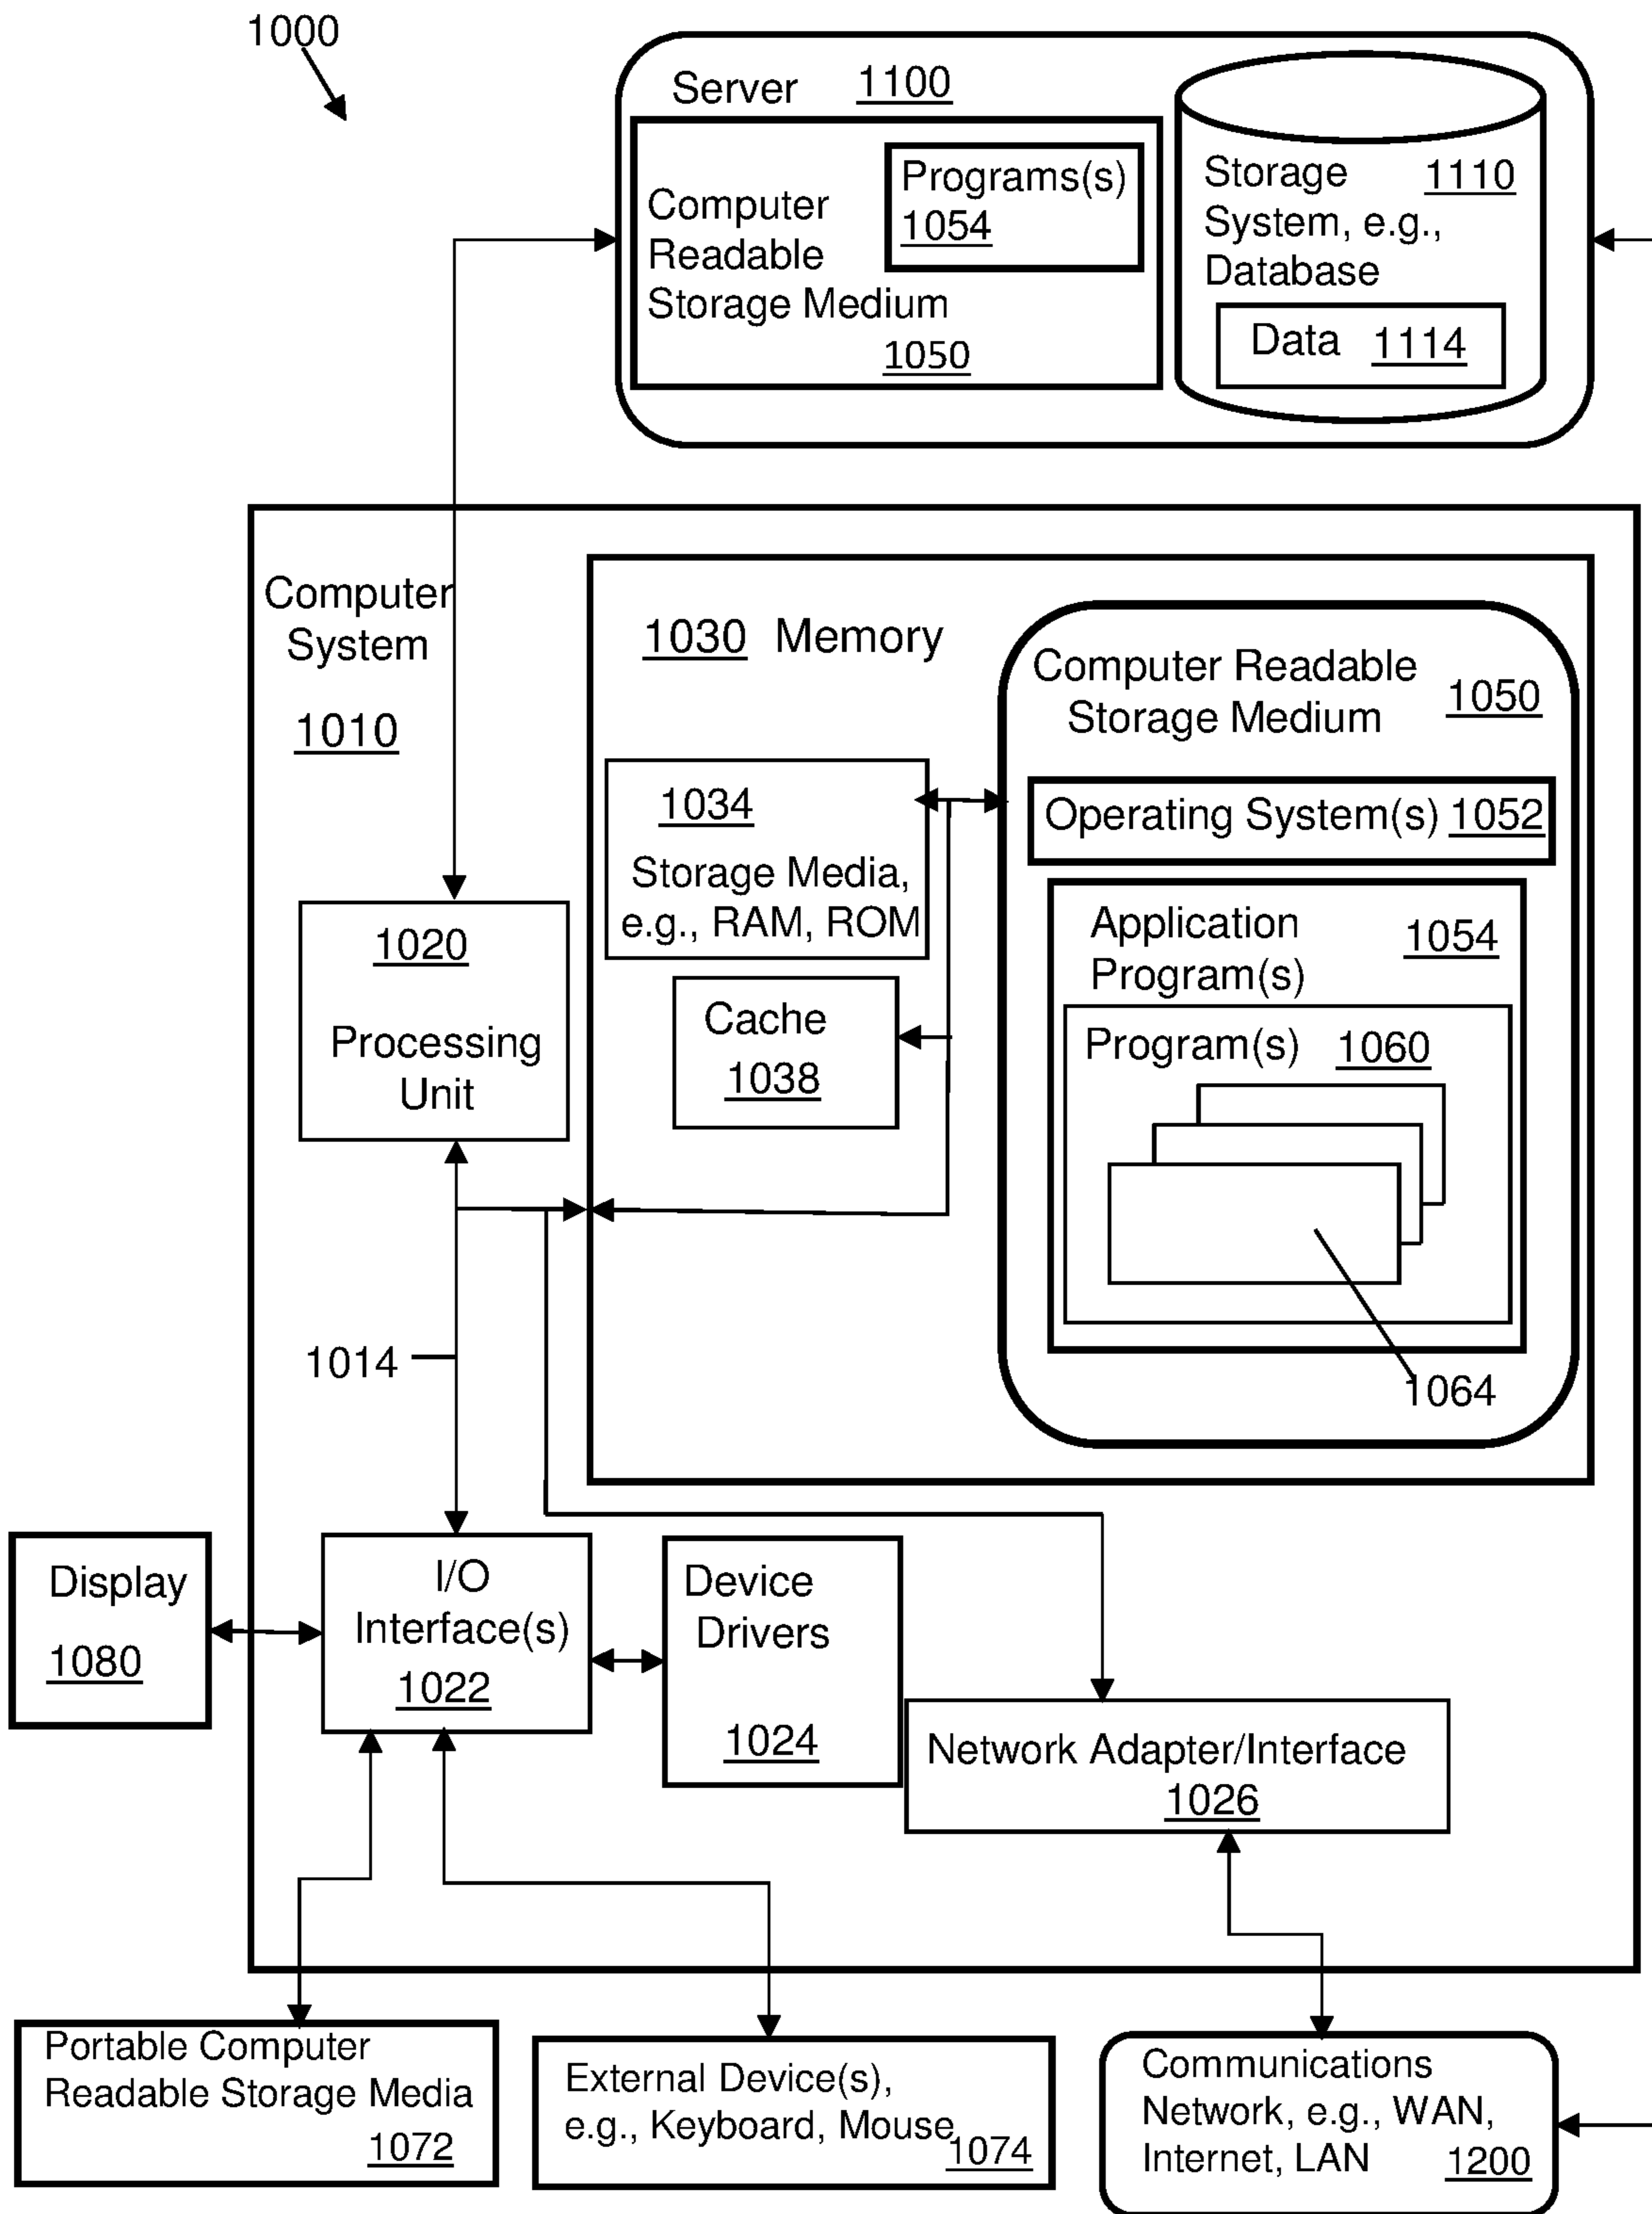 1000
Server 1100
Programs(s)
1054
Computer
Readable
Storage Medium
1050
Storage 1110
System, e.g.,
Database
Data 1114
Computer
System
1010
1030 Memory
Computer Readable
Storage Medium
1050
1034
Storage Media,
e.g., RAM, ROM
Operating System(s) 1052
Application
Program(s)
1054
Cache
1038
Program(s) 1060
1064
1020
Processing
Unit
1014
Display
1080
I/O
Interface(s)
1022
Device
Drivers
1024
Network Adapter/Interface
1026
Portable Computer
Readable Storage Media
1072
External Device(s),
e.g., Keyboard, Mouse
1074
Communications
Network, e.g., WAN,
Internet, LAN 1200